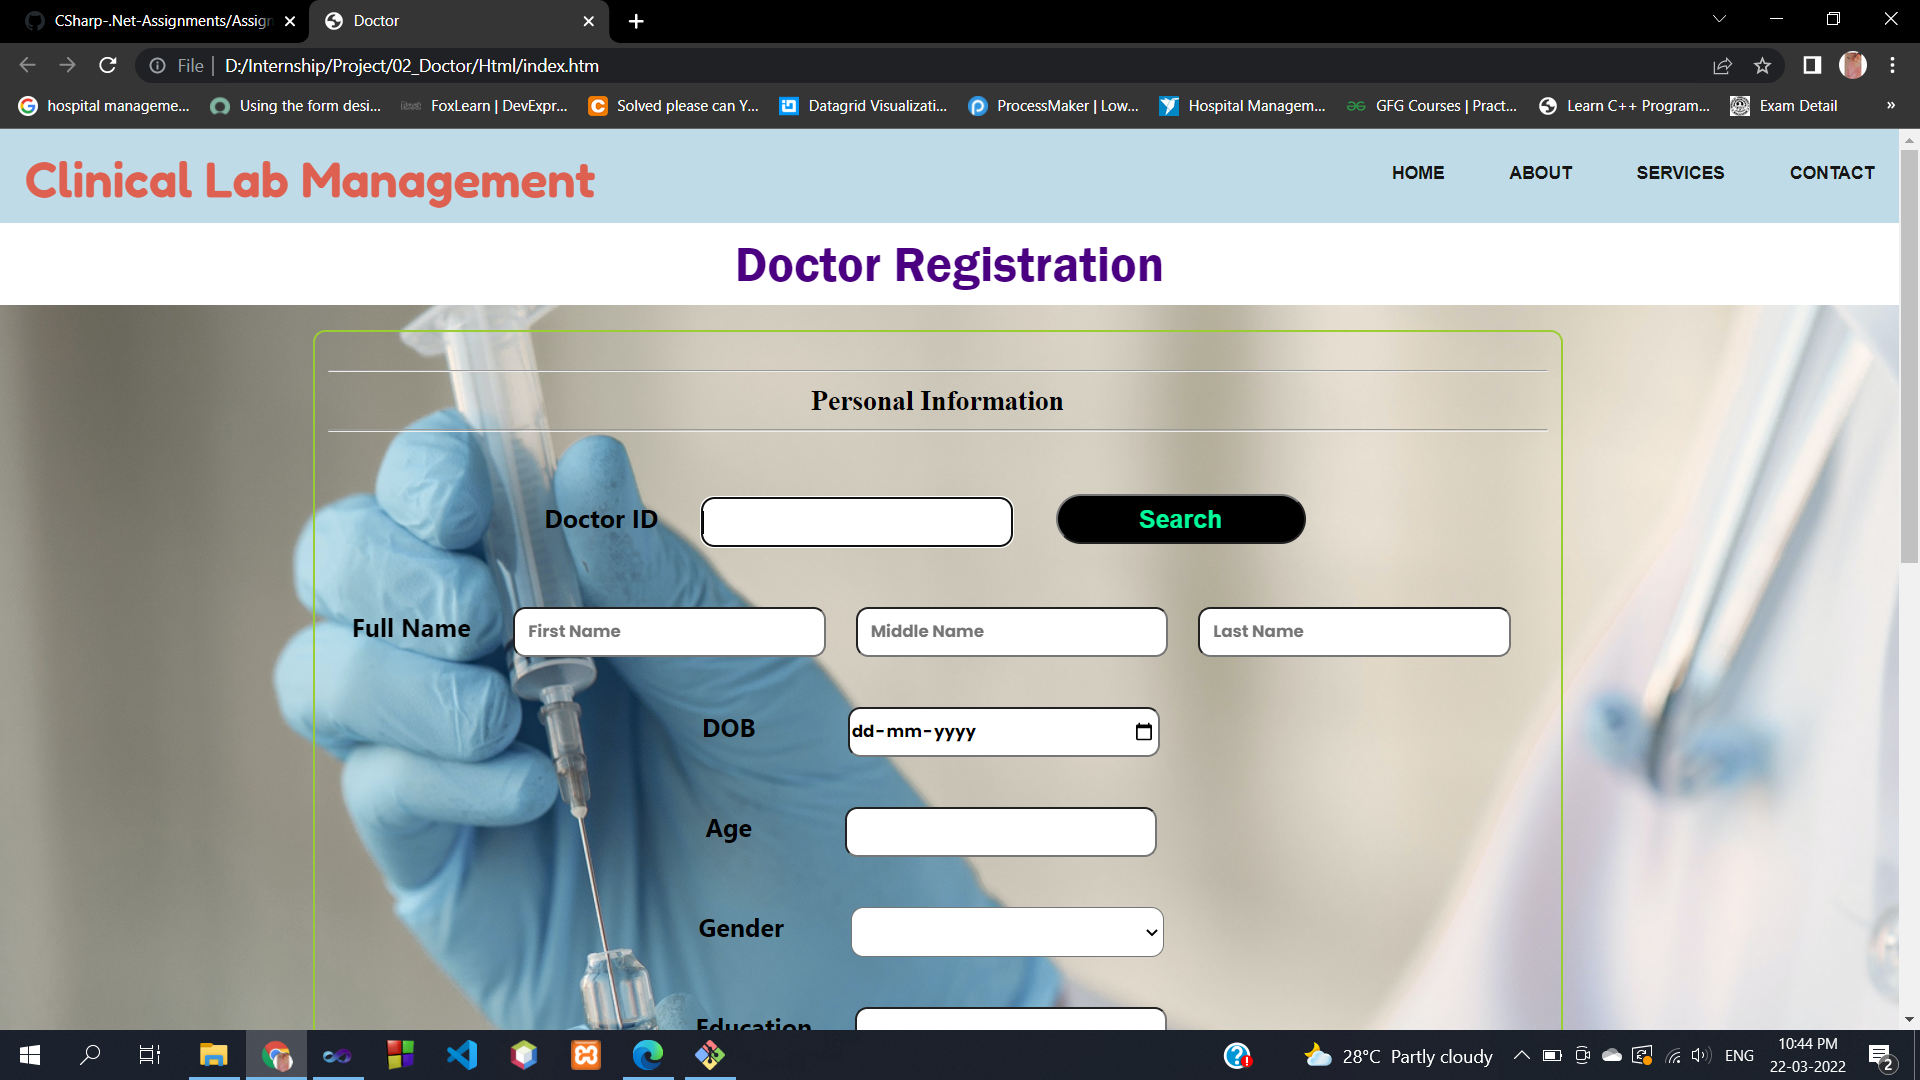 CSharp-.Net-Assignments/Assign
Doctor
File
D:/Internship/Project/02_Doctor/Html/index.htm
hospital manageme...
Using the form desi...
FoxLearn | DevExpr...
Solved please can Y...
Datagrid Visualizati...
ProcessMaker | Low...
Hospital Managem...
GFG Courses | Pract...
Learn C++ Program...
Exam Detail
»
Clinical Lab Management
HOME
ABOUT
SERVICES
CONTACT
Doctor Registration
Personal Information
Doctor ID
Search
Full Name
First Name
Middle Name
Last Name
DOB
dd-mm-yyyy
Age
Gender
Education
28°C Partly cloudy
ENG
10:44 PM
22-03-2022
2